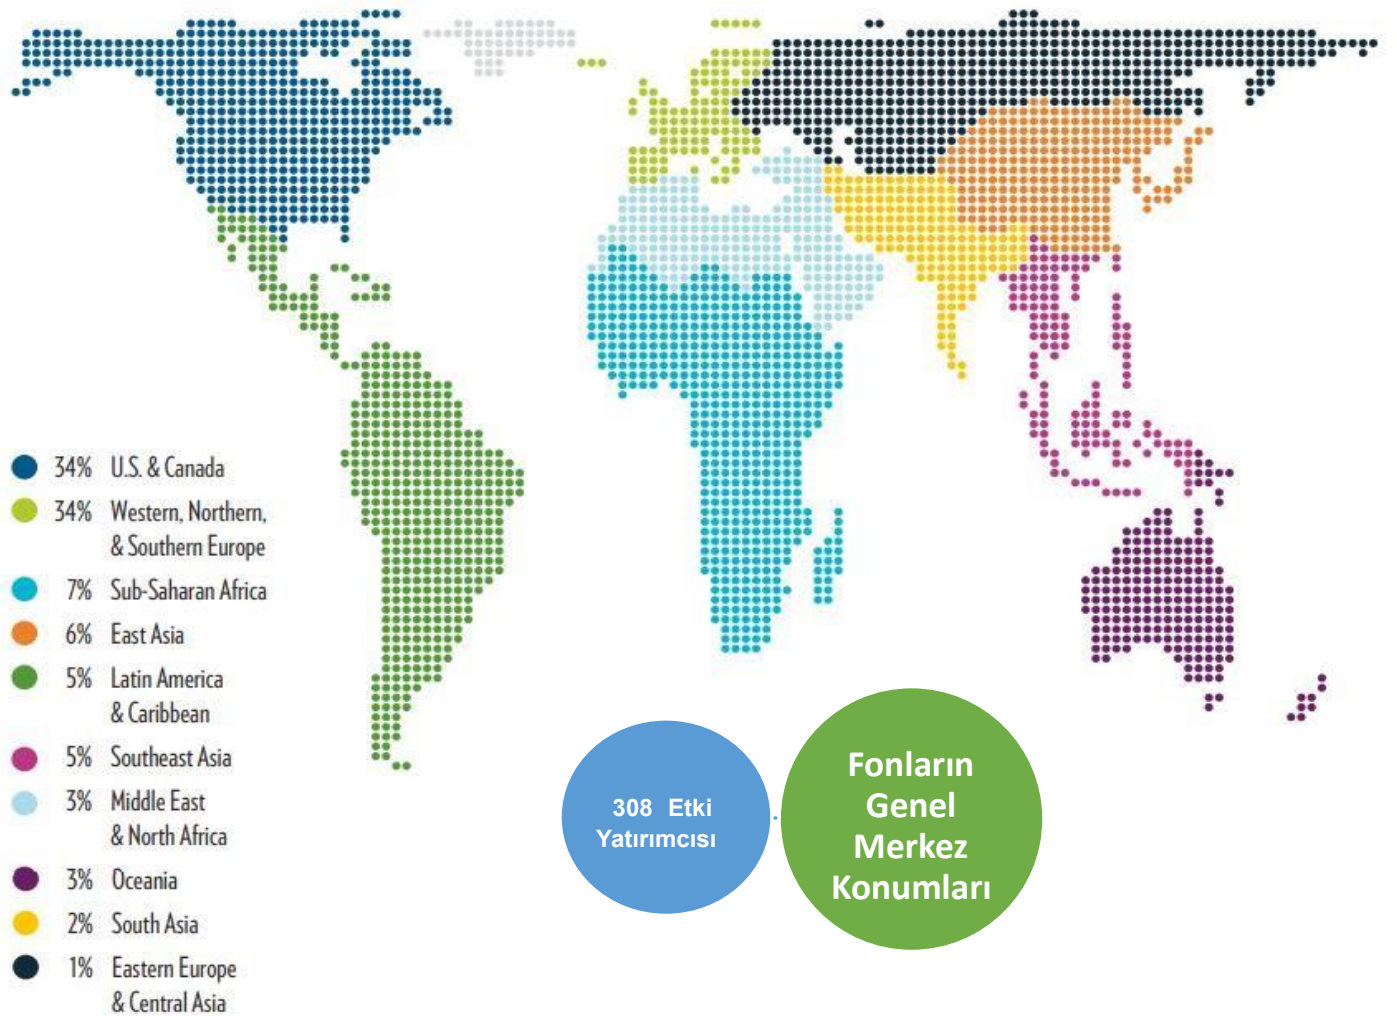 34% U.S. & Canada
34% Western, Northern,
& Southern Europe
7% Sub-Saharan Africa
6% East Asia
5% Latin America
& Caribbean
5% Southeast Asia
3% Middle East
& North Africa
3% Oceania
2% South Asia
1% Eastern Europe
& Central Asia
308 Etki
Yatırımcısı
Fonların
Genel
Merkez
Konumları